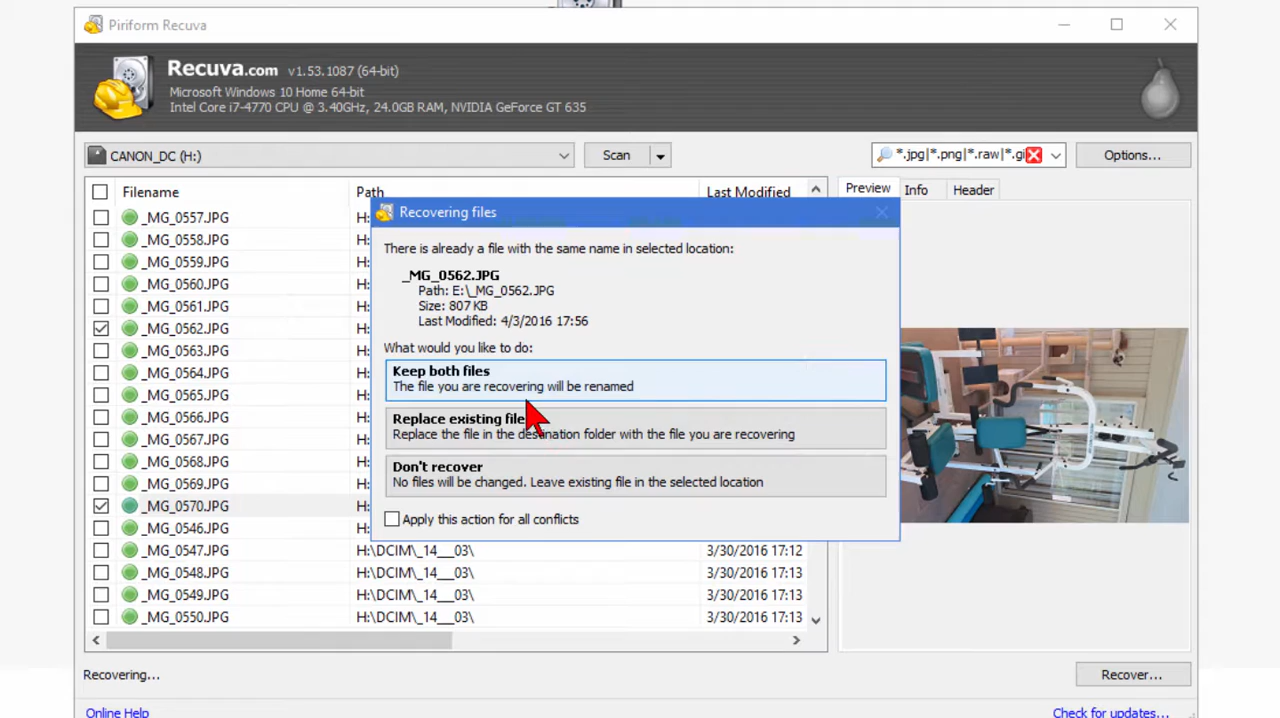 Piriform Recuva
Recuva.com v1.53.1087 (64-bit)
Microsoft Windows 10 Home 64-bit
Intel Core i7-4770 CPU @ 3.40GHz, 24.0GB RAM, NVIDIA GeForce GT 635
CANON_DC (H:)
Scan
*.jpg|*.png|*.raw|*.gi
Options...
Filename
Path
Last Modified
Preview
Info
Header
_MG_0557.JPG
H:
_MG_0558.JPG
H:
_MG_0559.JPG
H:
_MG_0560.JPG
H:
_MG_0561.JPG
H:
_MG_0562.JPG
H:
_MG_0563.JPG
H:
_MG_0564.JPG
H:
_MG_0565.JPG
H:
_MG_0566.JPG
H:
_MG_0567.JPG
H:
_MG_0568.JPG
H:
_MG_0569.JPG
H:
_MG_0570.JPG
H:
_MG_0546.JPG
H:
_MG_0547.JPG H:\DCIM\_14___03\ 3/30/2016 17:12
_MG_0548.JPG H:\DCIM\_14___03\ 3/30/2016 17:13
_MG_0549.JPG H:\DCIM\_14___03\ 3/30/2016 17:13
_MG_0550.JPG H:\DCIM\_14___03\ 3/30/2016 17:13
Recovering files
There is already a file with the same name in selected location:
_MG_0562.JPG
Path: E:\_MG_0562.JPG
Size: 807 KB
Last Modified: 4/3/2016 17:56
What would you like to do:
Keep both files
The file you are recovering will be renamed
Replace existing file
Replace the file in the destination folder with the file you are recovering
Don't recover
No files will be changed. Leave existing file in the selected location
Apply this action for all conflicts
Recovering...
Recover...
Online Help
Check for updates...